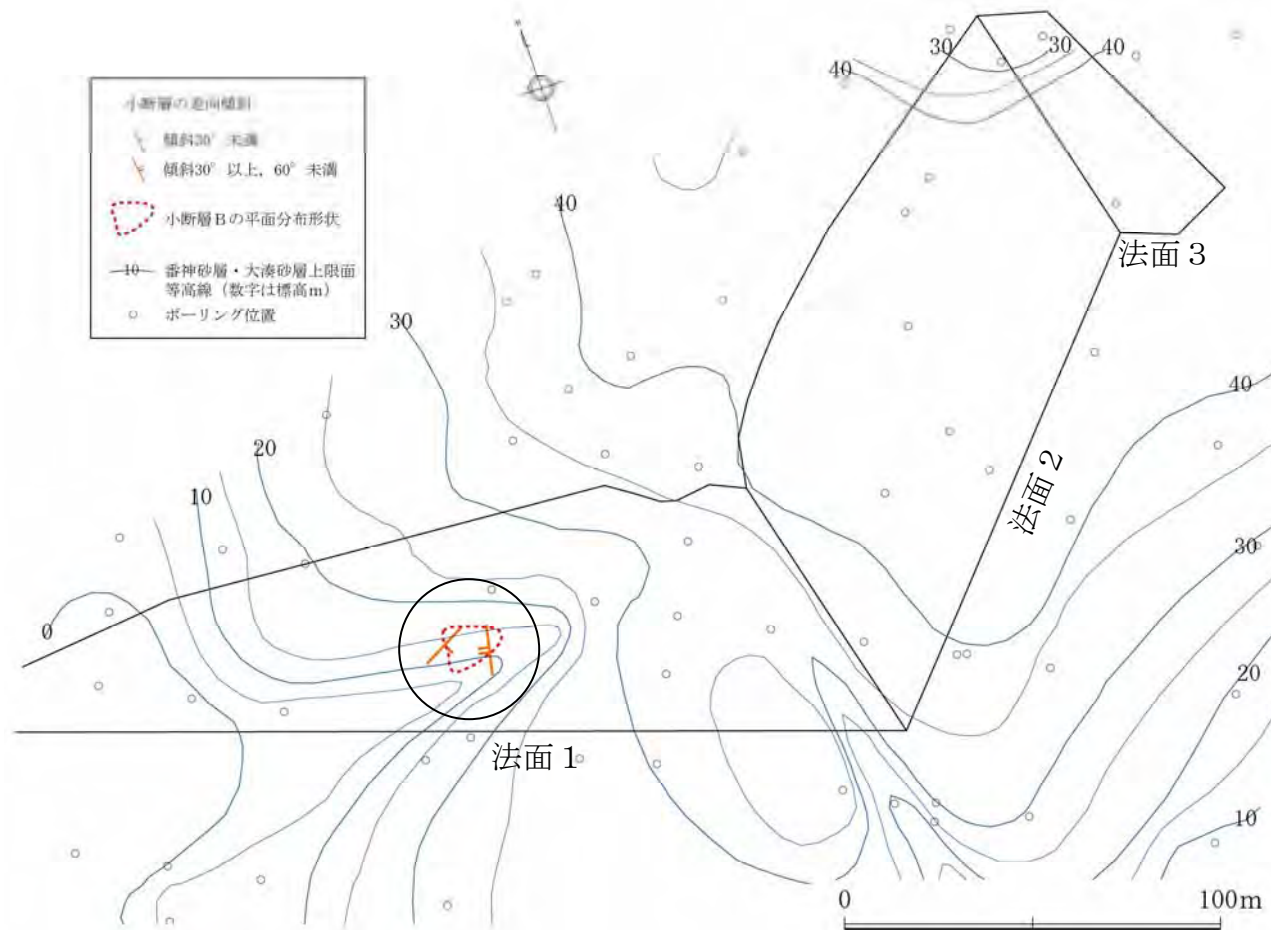 小断層の走向傾斜
傾斜30°未満
傾斜30°以上，60°未満
小断層Bの平面分布形状
10 番神砂層・大湊砂層上限面
等高線（数字は標高m）
ボーリング位置
30
30
40
40
40
30
20
10
0
40
30
20
10
法面3
法面2
法面1
0
100m